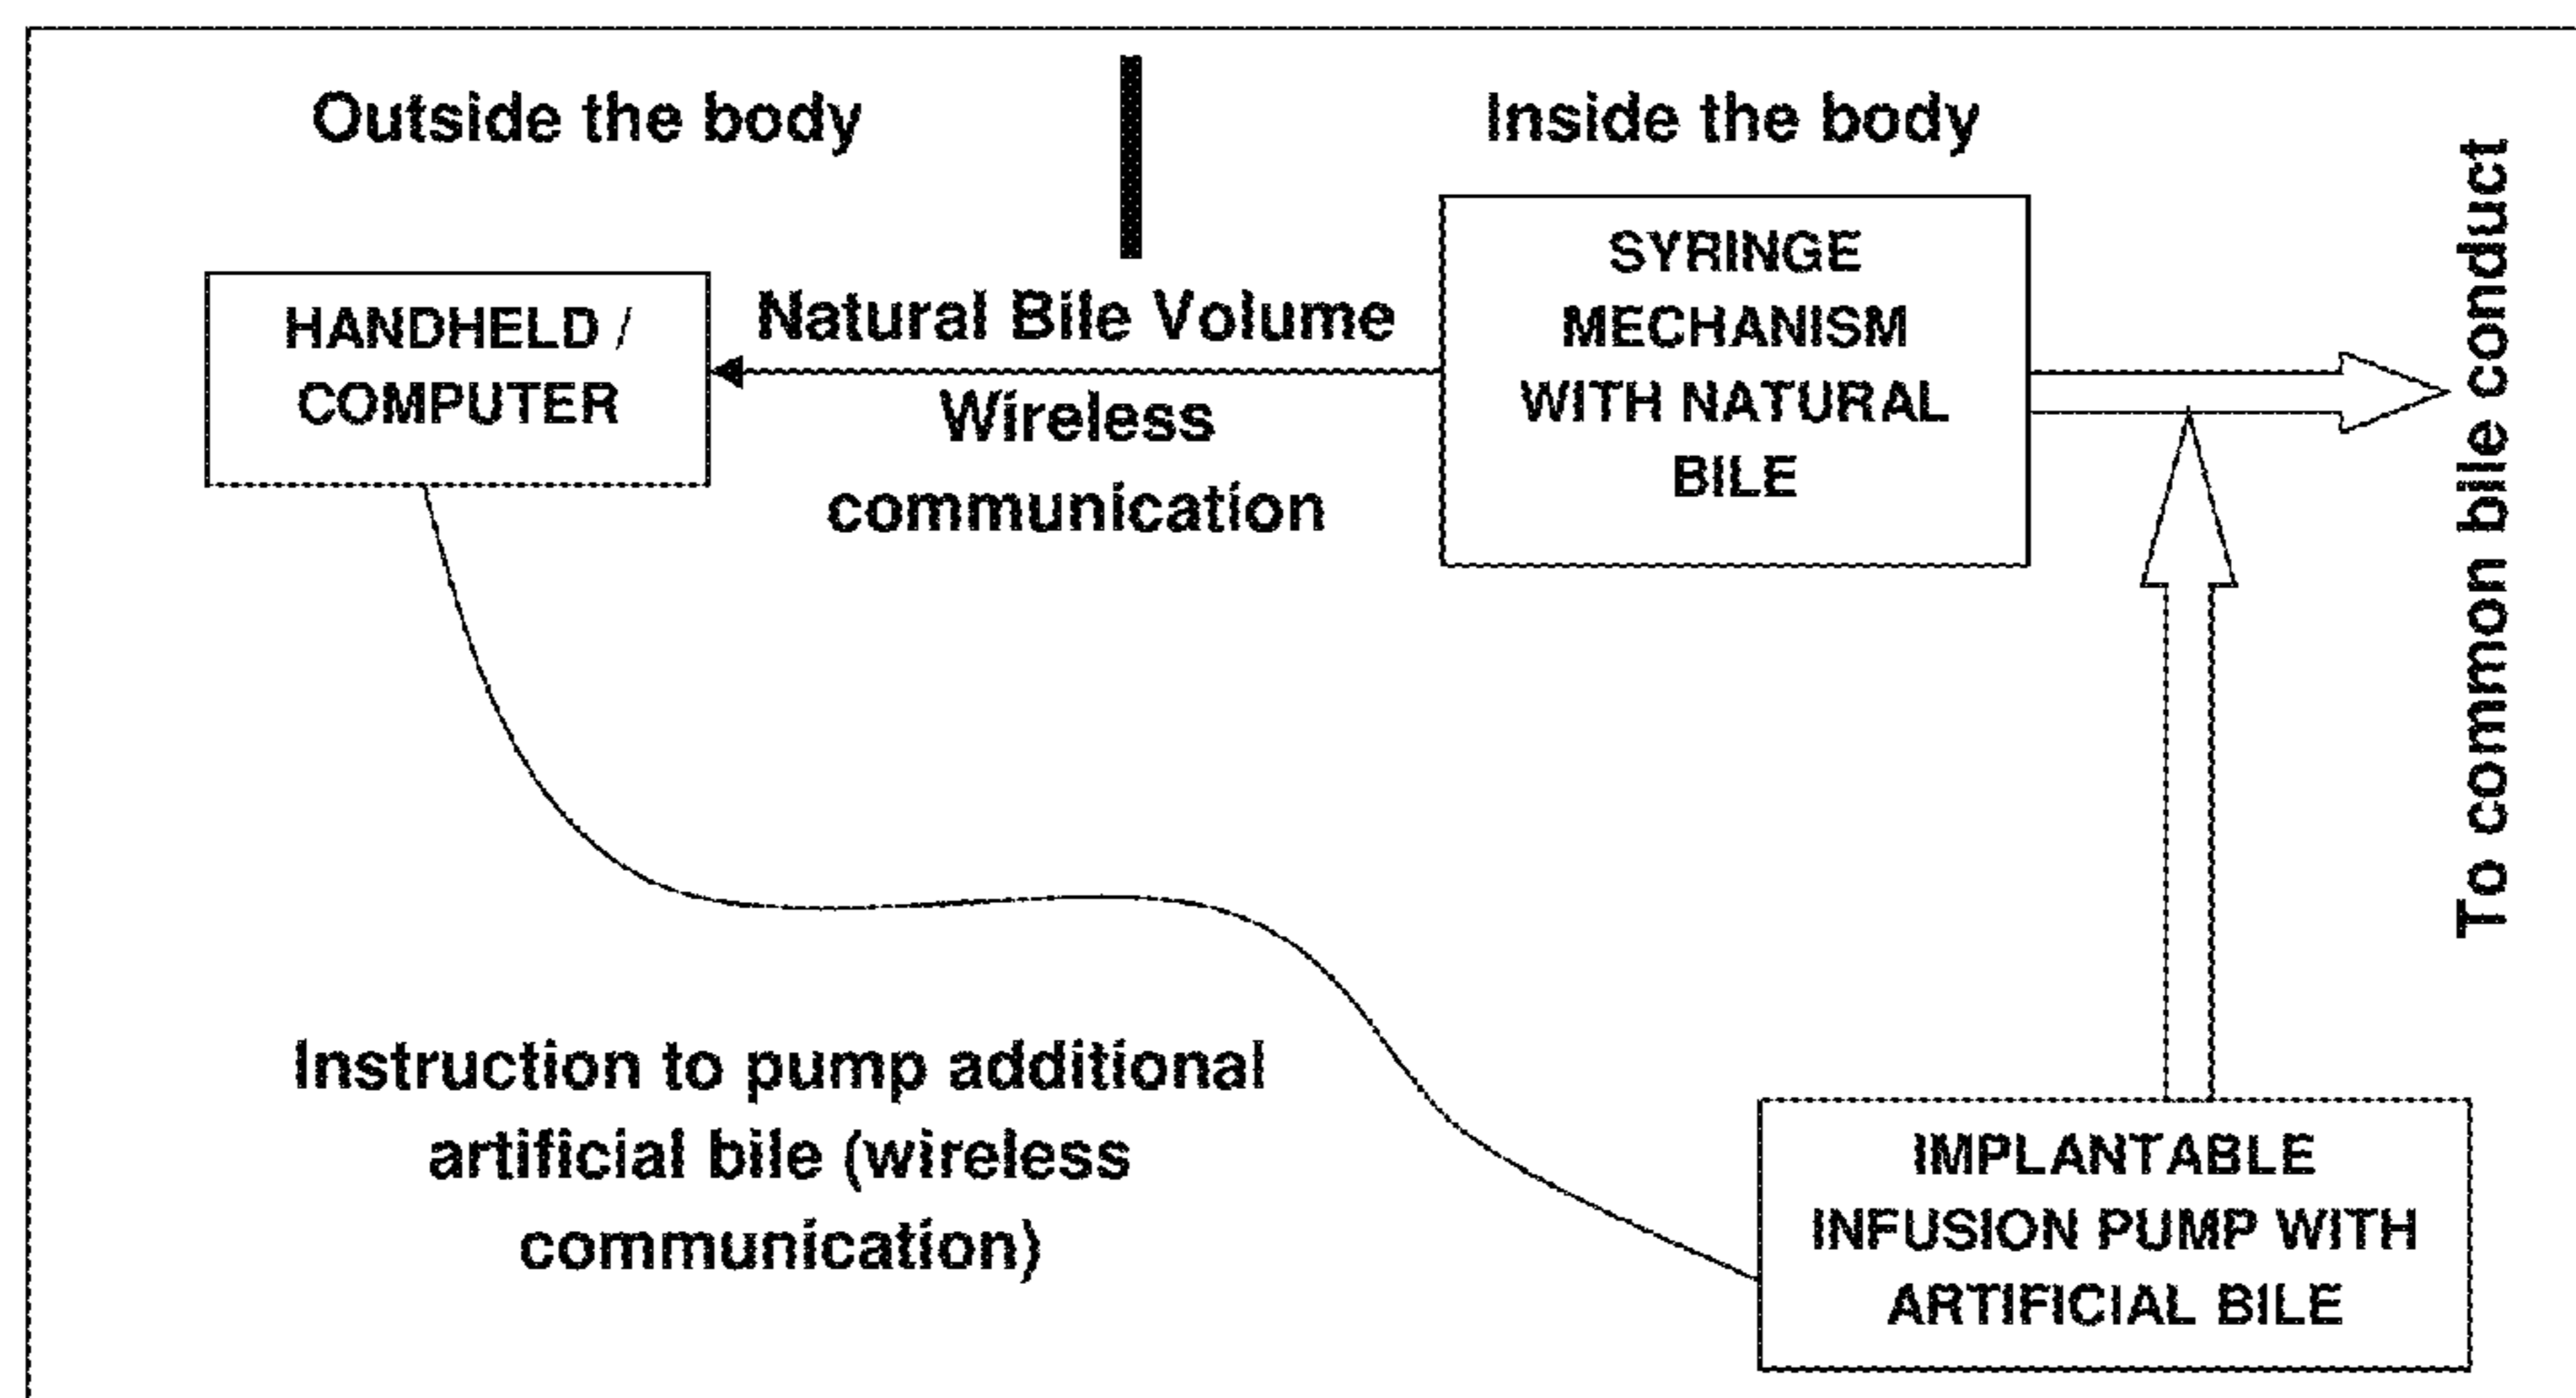 Outside the body
Inside the body
HANDHELD /
COMPUTER
Natural Bile Volume
Wireless
communication
SYRINGE
MECHANISM
WITH NATURAL
BILE
To common bile conduct
Instruction to pump additional
artificial bile (wireless
communication)
IMPLANTABLE
INFUSION PUMP WITH
ARTIFICIAL BILE